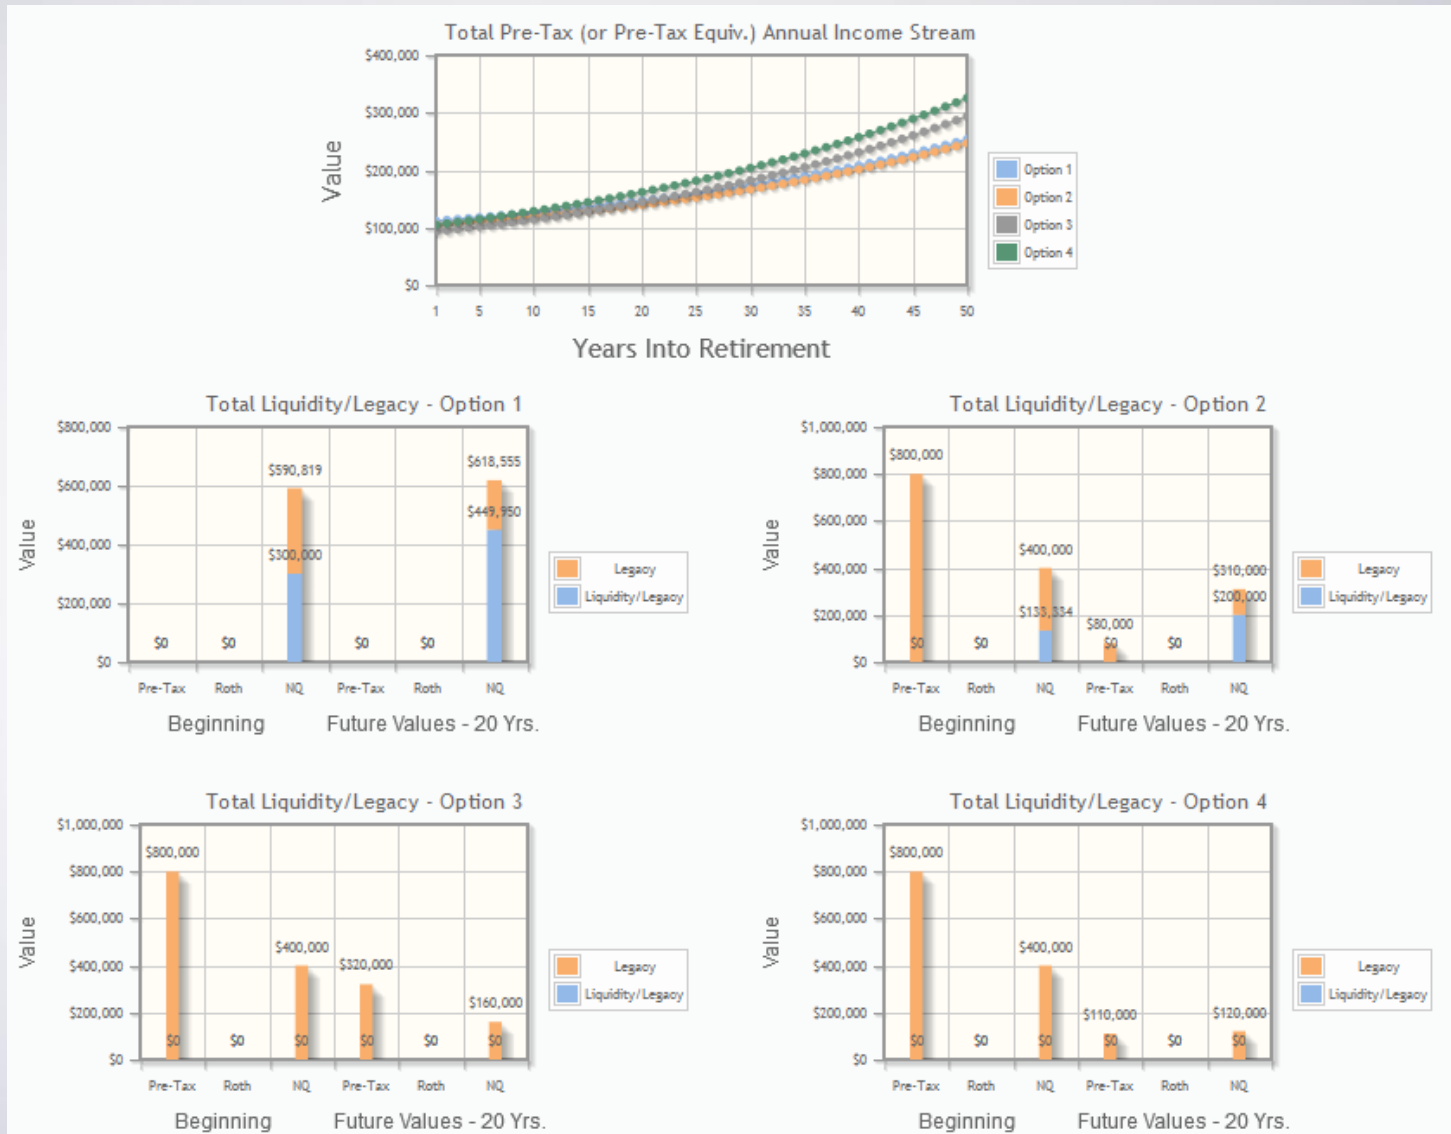 Total Pre-Tax (or Pre-Tax Equiv.) Annual Income Stream
$400,000
$300,000
$200,000
$100,000
$0
Value
1 5 10 15 20 25 30 35 40 45 50
Years Into Retirement
Option 1
Option 2
Option 3
Option 4
Total Liquidity/Legacy - Option 1
$800,000
$600,000
$400,000
$200,000
$0
Value
$0 $0 $590,819 $300,000 $0 $0 $618,555 $449,950
Pre-Tax Roth NQ Pre-Tax Roth NQ
Beginning Future Values - 20 Yrs.
Legacy
Liquidity/Legacy
Total Liquidity/Legacy - Option 2
$1,000,000
$800,000
$600,000
$400,000
$200,000
$0
Value
$800,000 $0 $0 $400,000 $133,334 $80,000 $0 $0 $310,000 $200,000
Pre-Tax Roth NQ Pre-Tax Roth NQ
Beginning Future Values - 20 Yrs.
Legacy
Liquidity/Legacy
Total Liquidity/Legacy - Option 3
$1,000,000
$800,000
$600,000
$400,000
$200,000
$0
Value
$800,000 $0 $0 $400,000 $0 $320,000 $0 $0 $160,000 $0
Pre-Tax Roth NQ Pre-Tax Roth NQ
Beginning Future Values - 20 Yrs.
Legacy
Liquidity/Legacy
Total Liquidity/Legacy - Option 4
$1,000,000
$800,000
$600,000
$400,000
$200,000
$0
Value
$800,000 $0 $0 $400,000 $0 $110,000 $0 $0 $120,000 $0
Pre-Tax Roth NQ Pre-Tax Roth NQ
Beginning Future Values - 20 Yrs.
Legacy
Liquidity/Legacy